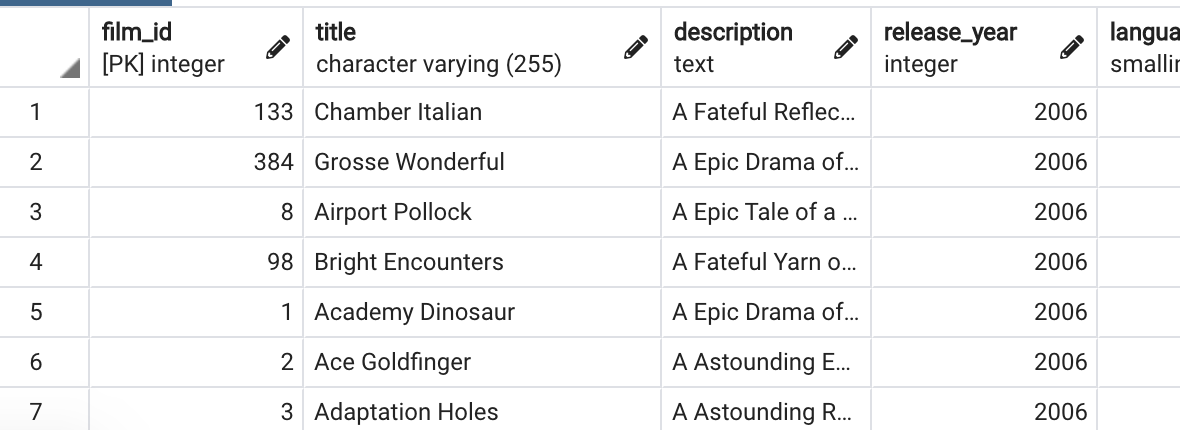 film_id title description release_year langua
[PK] integer character varying (255) text integer smallin
1 133 Chamber Italian A Fateful Reflec... 2006
2 384 Grosse Wonderful A Epic Drama of... 2006
3 8 Airport Pollock A Epic Tale of a ... 2006
4 98 Bright Encounters A Fateful Yarn o... 2006
5 1 Academy Dinosaur A Epic Drama of... 2006
6 2 Ace Goldfinger A Astounding E... 2006
7 3 Adaptation Holes A Astounding R... 2006